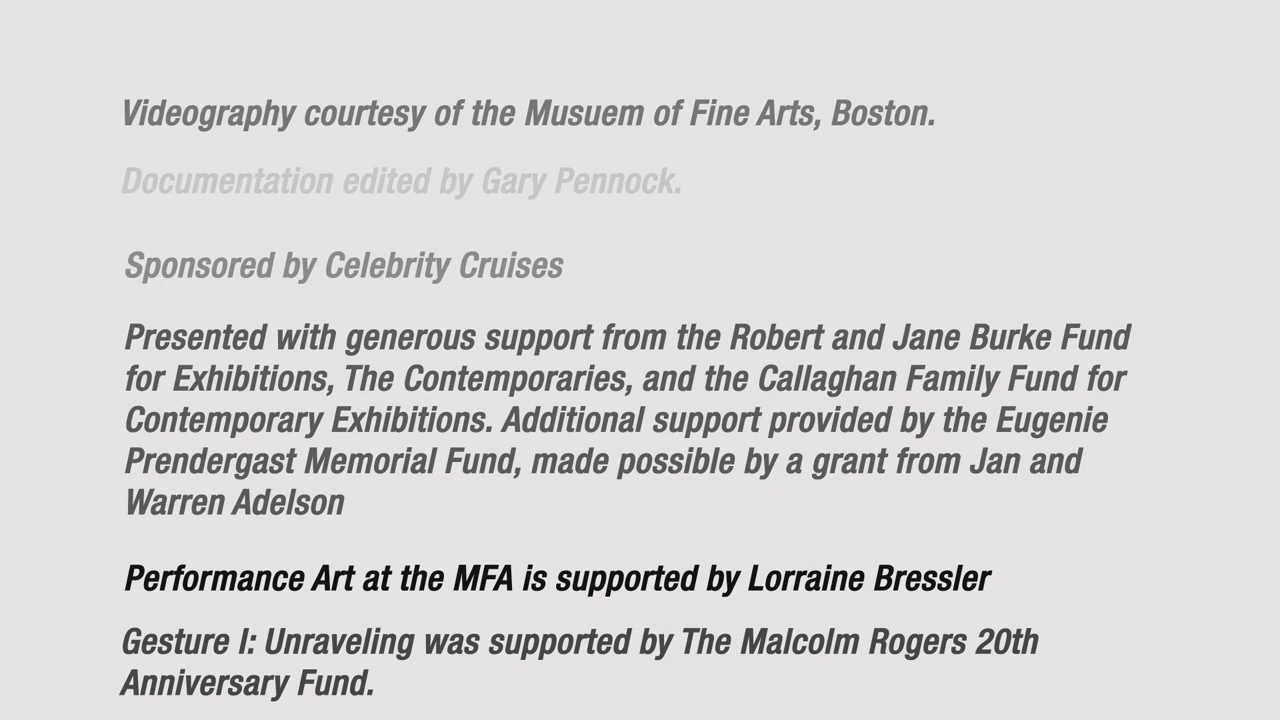 Videography courtesy of the Musuem of Fine Arts, Boston.
Documentation edited by Gary Pennock.
Sponsored by Celebrity Cruises
Presented with generous support from the Robert and Jane Burke Fund
for Exhibitions, The Contemporaries, and the Callaghan Family Fund for
Contemporary Exhibitions. Additional support provided by the Eugenie
Prendergast Memorial Fund, made possible by a grant from Jan and
Warren Adelson
Performance Art at the MFA is supported by Lorraine Bressler
Gesture I: Unraveling was supported by The Malcolm Rogers 20th
Anniversary Fund.